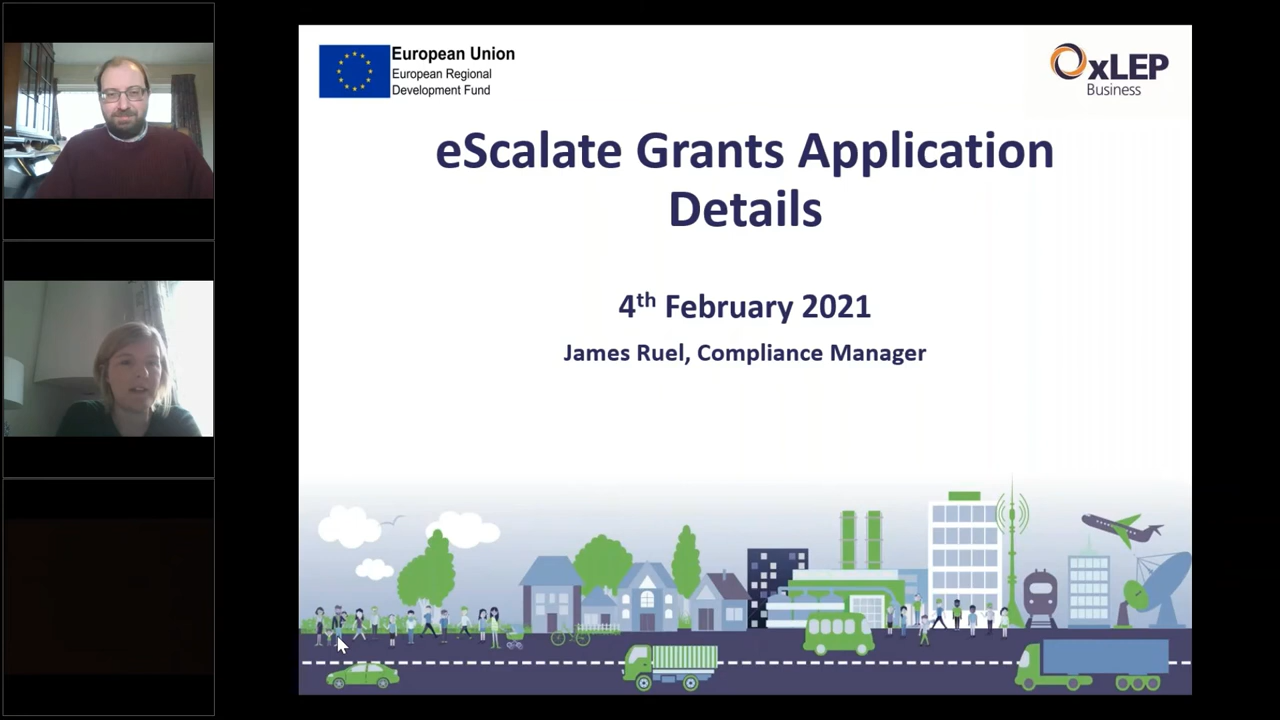 European Union
European Regional
Development Fund
OxLEP
Business
eScalate Grants Application
Details
4th February 2021
James Ruel, Compliance Manager